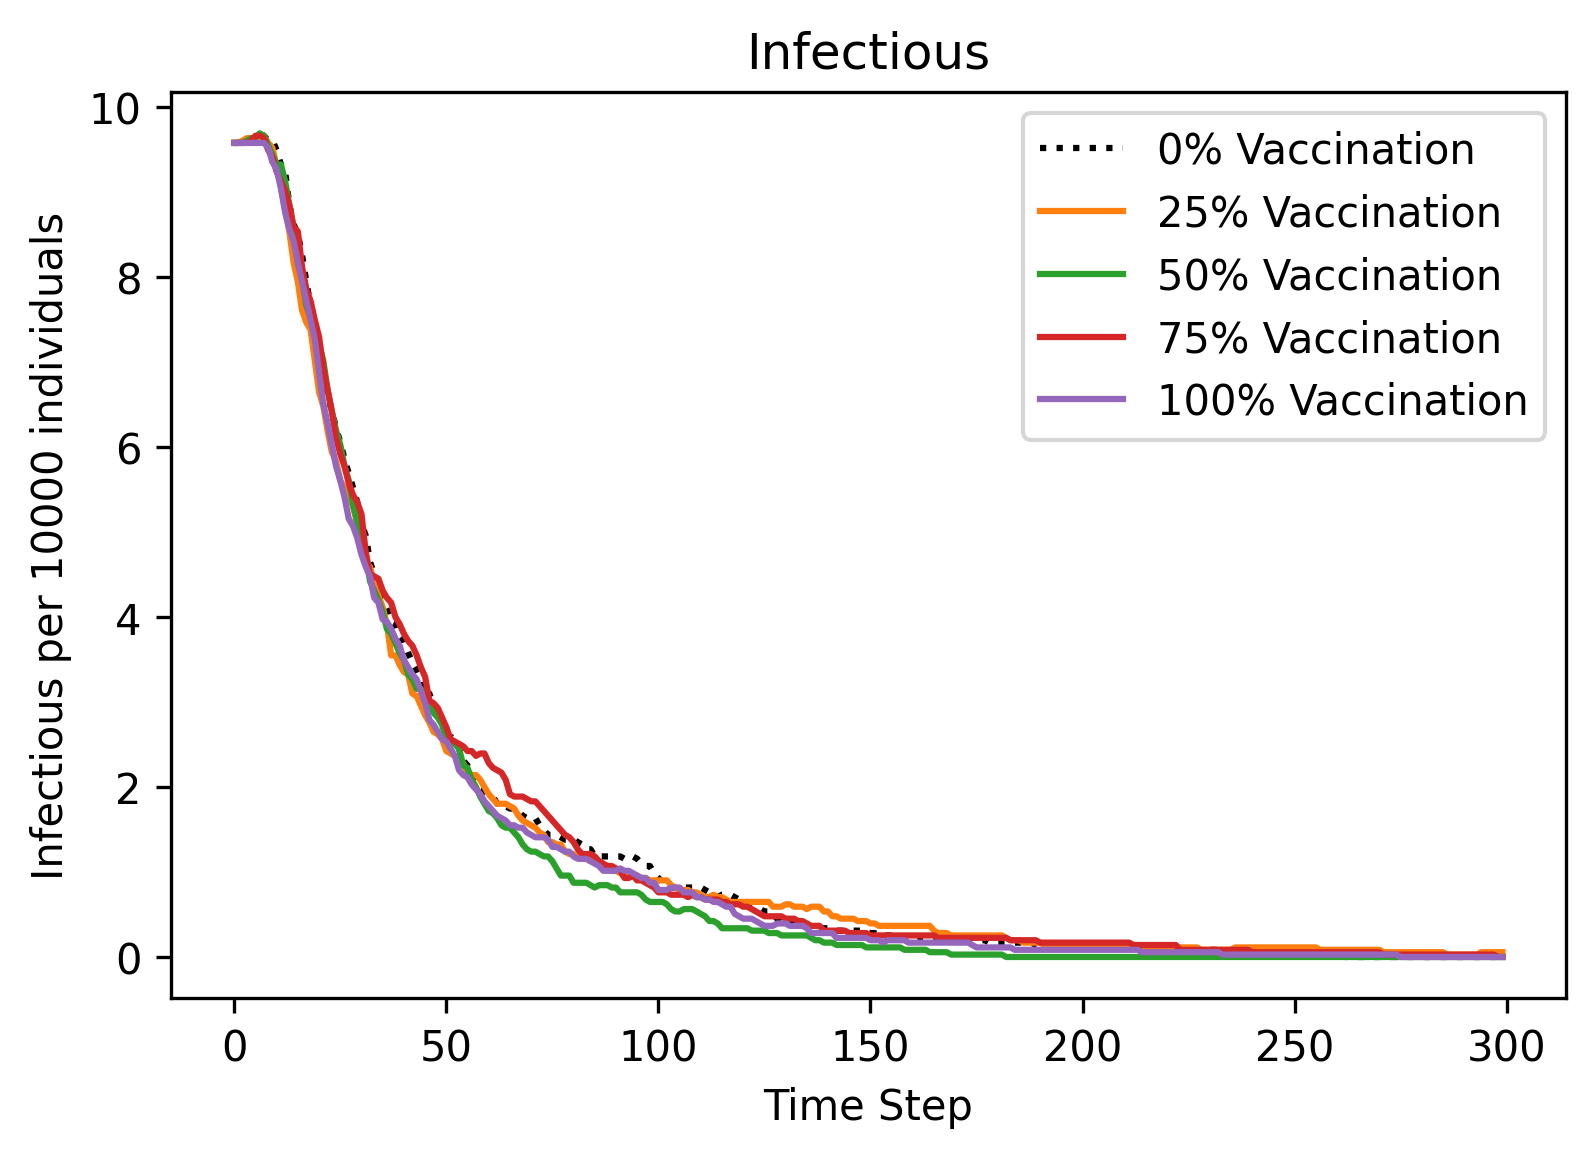 Infectious
Infectious per 10000 individuals
10
8
6
4
2
0
0% Vaccination
25% Vaccination
50% Vaccination
75% Vaccination
100% Vaccination
0 50 100 150 200 250 300
Time Step